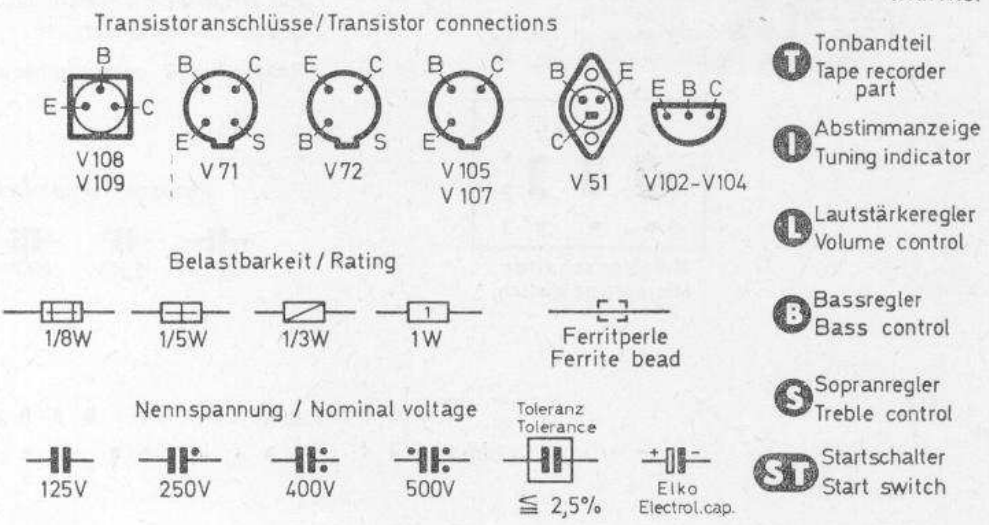 Transistoranschlüsse/Transistor connections
B
E C
V108
V109
B C
E S
V71
B C
B S
V72
B C
E
V105
V107
B E
C
V51
E B C
V102-V104
T Tonbandteil
Tape recorder
part
I Abstimmanzeige
Tuning indicator
L Lautstärkeregler
Volume control
B Bassregler
Bass control
S Sopranregler
Treble control
ST Startschalter
Start switch
Belastbarkeit / Rating
1/8W
1/5W
1/3W
1
1W
Ferritperle
Ferrite bead
Nennspannung / Nominal voltage
125V
250V
400V
500V
Toleranz
Tolerance
≦ 2,5%
+ -
Elko
Electrol.cap.